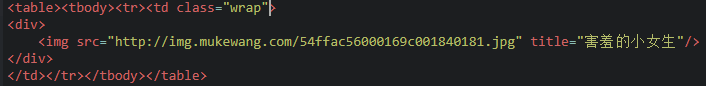 <table><tbody><tr><td class="wrap">
<div>
    <img src="http://img.mukewang.com/54ffac56000169c001840181.jpg" title="害羞的小女生"/>
</div>
</td></tr></tbody></table>